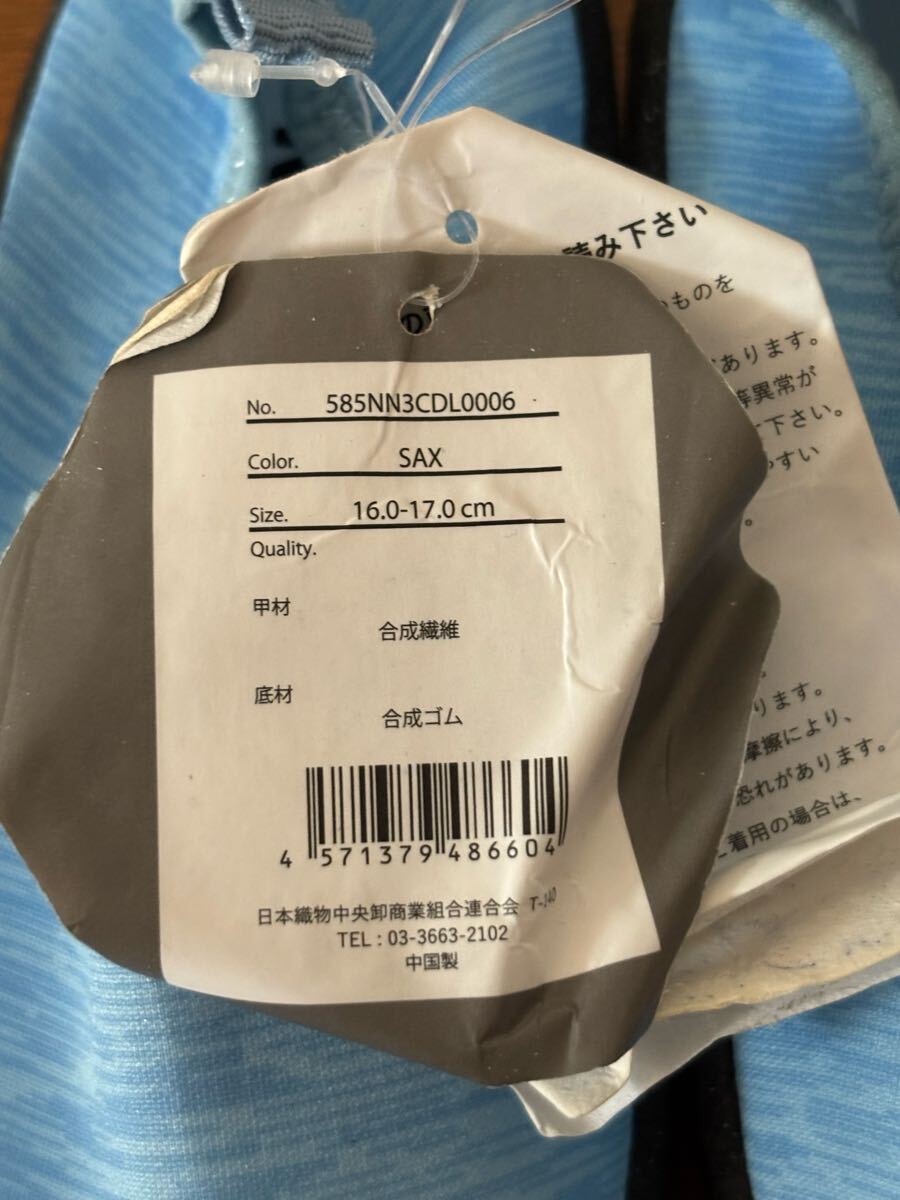 読み下さい
ものを
あります。
等異常が
下さい。
すい
。
No. 585NN3CDL0006
Color. SAX
Size. 16.0-17.0 cm
Quality.
甲材
合成繊維
底材
合成ゴム
4 571379 486604
日本織物中央卸商業組合連合会 T-140
TEL : 03-3663-2102
中国製
。
ります。
摩擦により、
恐れがあります。
着用の場合は、